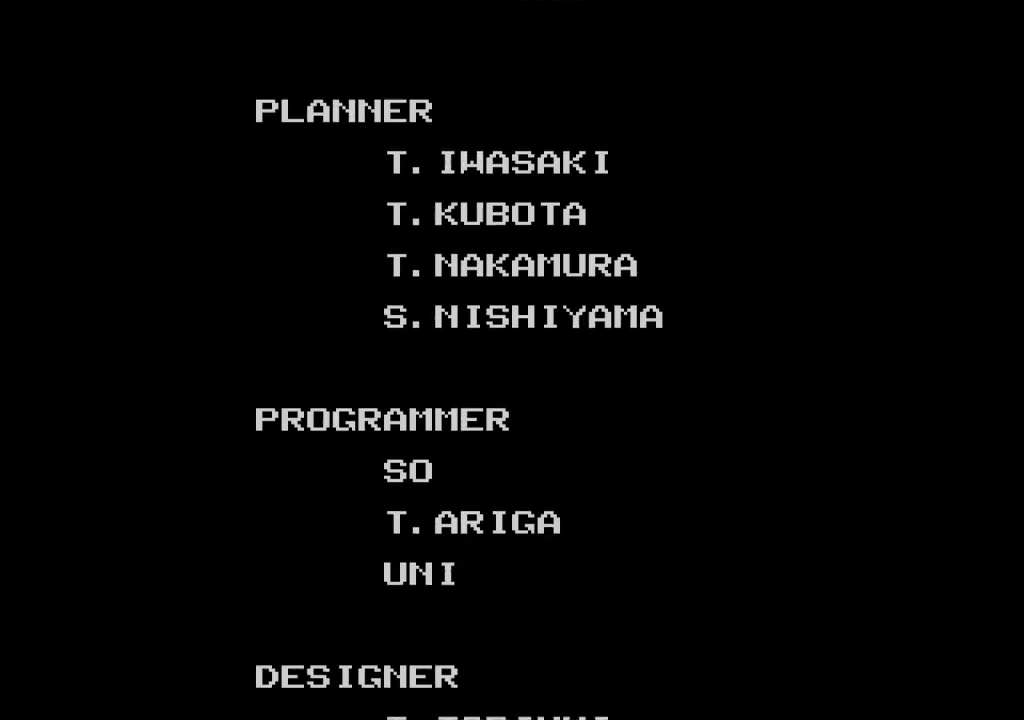 PLANNER
T. IWASAKI
T. KUBOTA
T. NAKAMURA
S. NISHIYAMA
PROGRAMMER
SO
T. ARIGA
UNI
DESIGNER